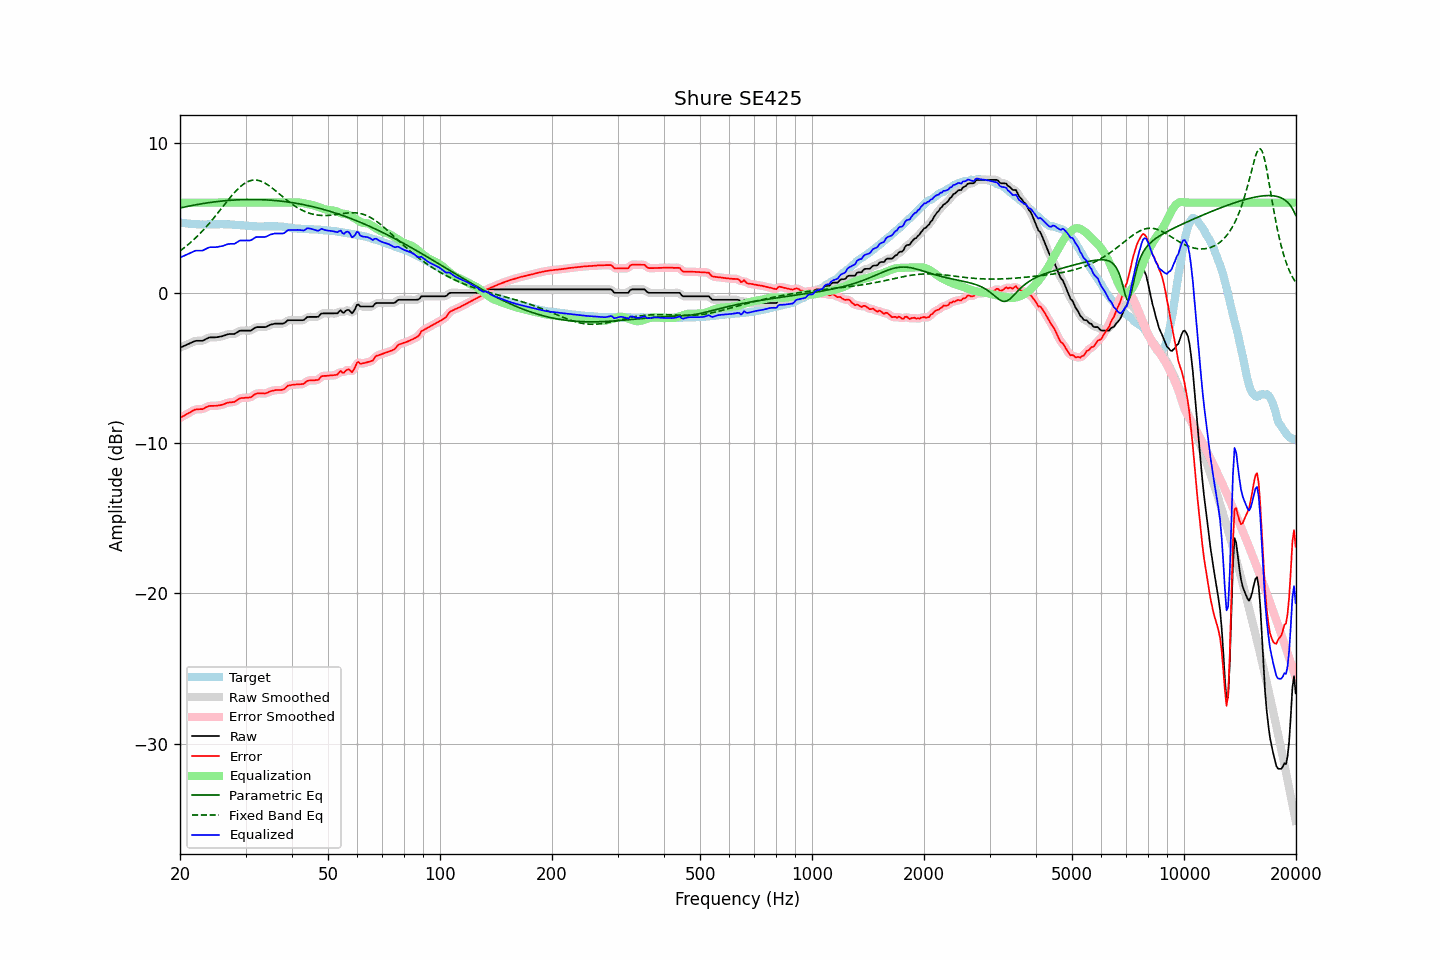 Shure SE425
Amplitude (dBr)
10
0
−10
−20
−30
Target
Raw Smoothed
Error Smoothed
Raw
Error
Equalization
Parametric Eq
Fixed Band Eq
Equalized
20 50 100 200 500 1000 2000 5000 10000 20000
Frequency (Hz)